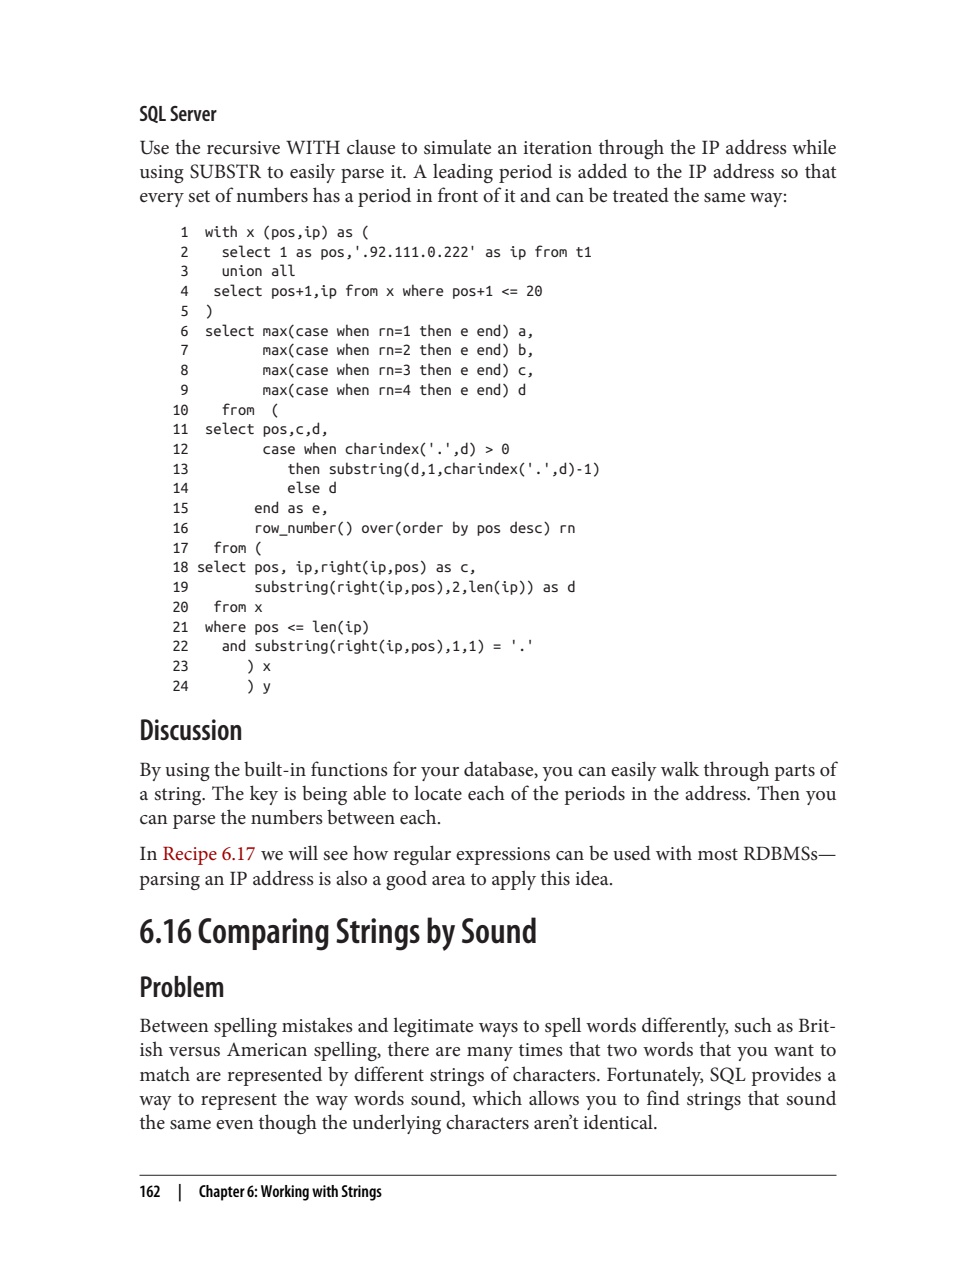 SQL Server
Use the recursive WITH clause to simulate an iteration through the IP address while
using SUBSTR to easily parse it. A leading period is added to the IP address so that
every set of numbers has a period in front of it and can be treated the same way:
1 with x (pos,ip) as (
2   select 1 as pos,'.92.111.0.222' as ip from t1
3   union all
4  select pos+1,ip from x where pos+1 <= 20
5 )
6 select max(case when rn=1 then e end) a,
7        max(case when rn=2 then e end) b,
8        max(case when rn=3 then e end) c,
9        max(case when rn=4 then e end) d
10   from  (
11 select pos,c,d,
12        case when charindex('.',d) > 0
13           then substring(d,1,charindex('.',d)-1)
14           else d
15       end as e,
16       row_number() over(order by pos desc) rn
17  from (
18 select pos, ip,right(ip,pos) as c,
19       substring(right(ip,pos),2,len(ip)) as d
20  from x
21 where pos <= len(ip)
22   and substring(right(ip,pos),1,1) = '.'
23      ) x
24      ) y
Discussion
By using the built-in functions for your database, you can easily walk through parts of
a string. The key is being able to locate each of the periods in the address. Then you
can parse the numbers between each.
In Recipe 6.17 we will see how regular expressions can be used with most RDBMSs—
parsing an IP address is also a good area to apply this idea.
6.16 Comparing Strings by Sound
Problem
Between spelling mistakes and legitimate ways to spell words differently, such as Brit-
ish versus American spelling, there are many times that two words that you want to
match are represented by different strings of characters. Fortunately, SQL provides a
way to represent the way words sound, which allows you to find strings that sound
the same even though the underlying characters aren’t identical.
162 | Chapter 6: Working with Strings